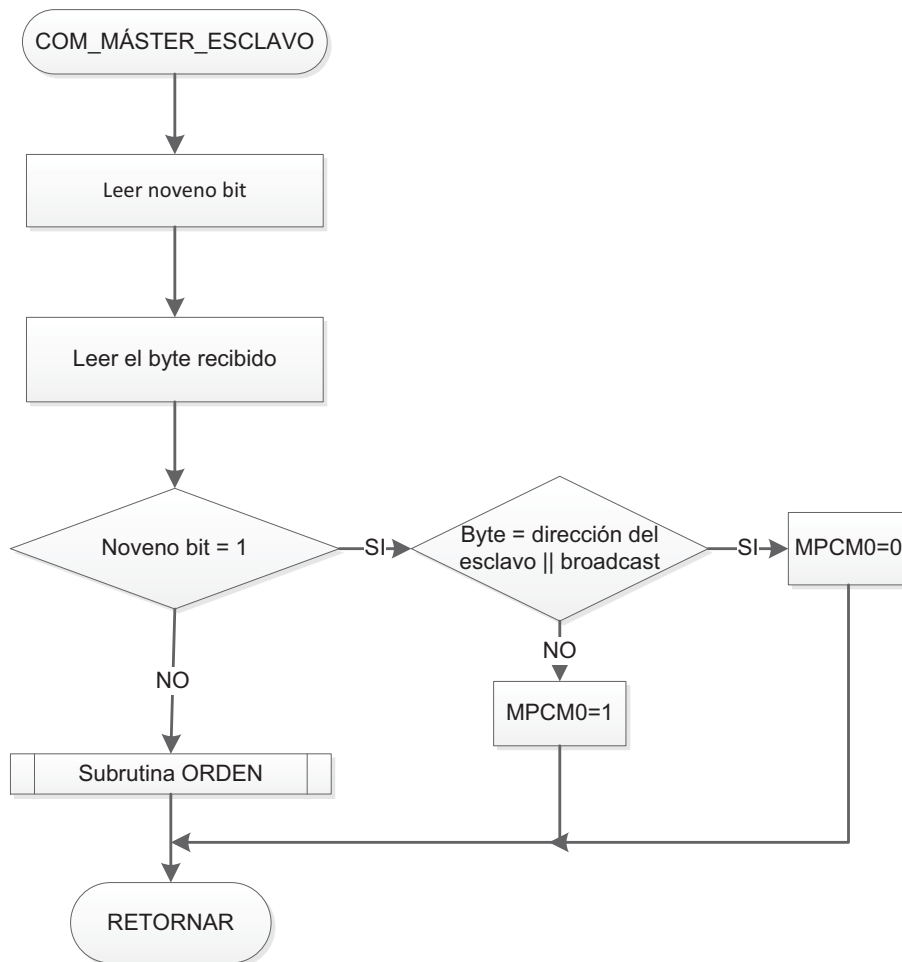 COM_MÁSTER_ESCLAVO
Leer noveno bit
Leer el byte recibido
Noveno bit = 1
SI
Byte = dirección del
esclavo || broadcast
SI
MPCM0=0
NO
NO
MPCM0=1
Subrutina ORDEN
RETORNAR